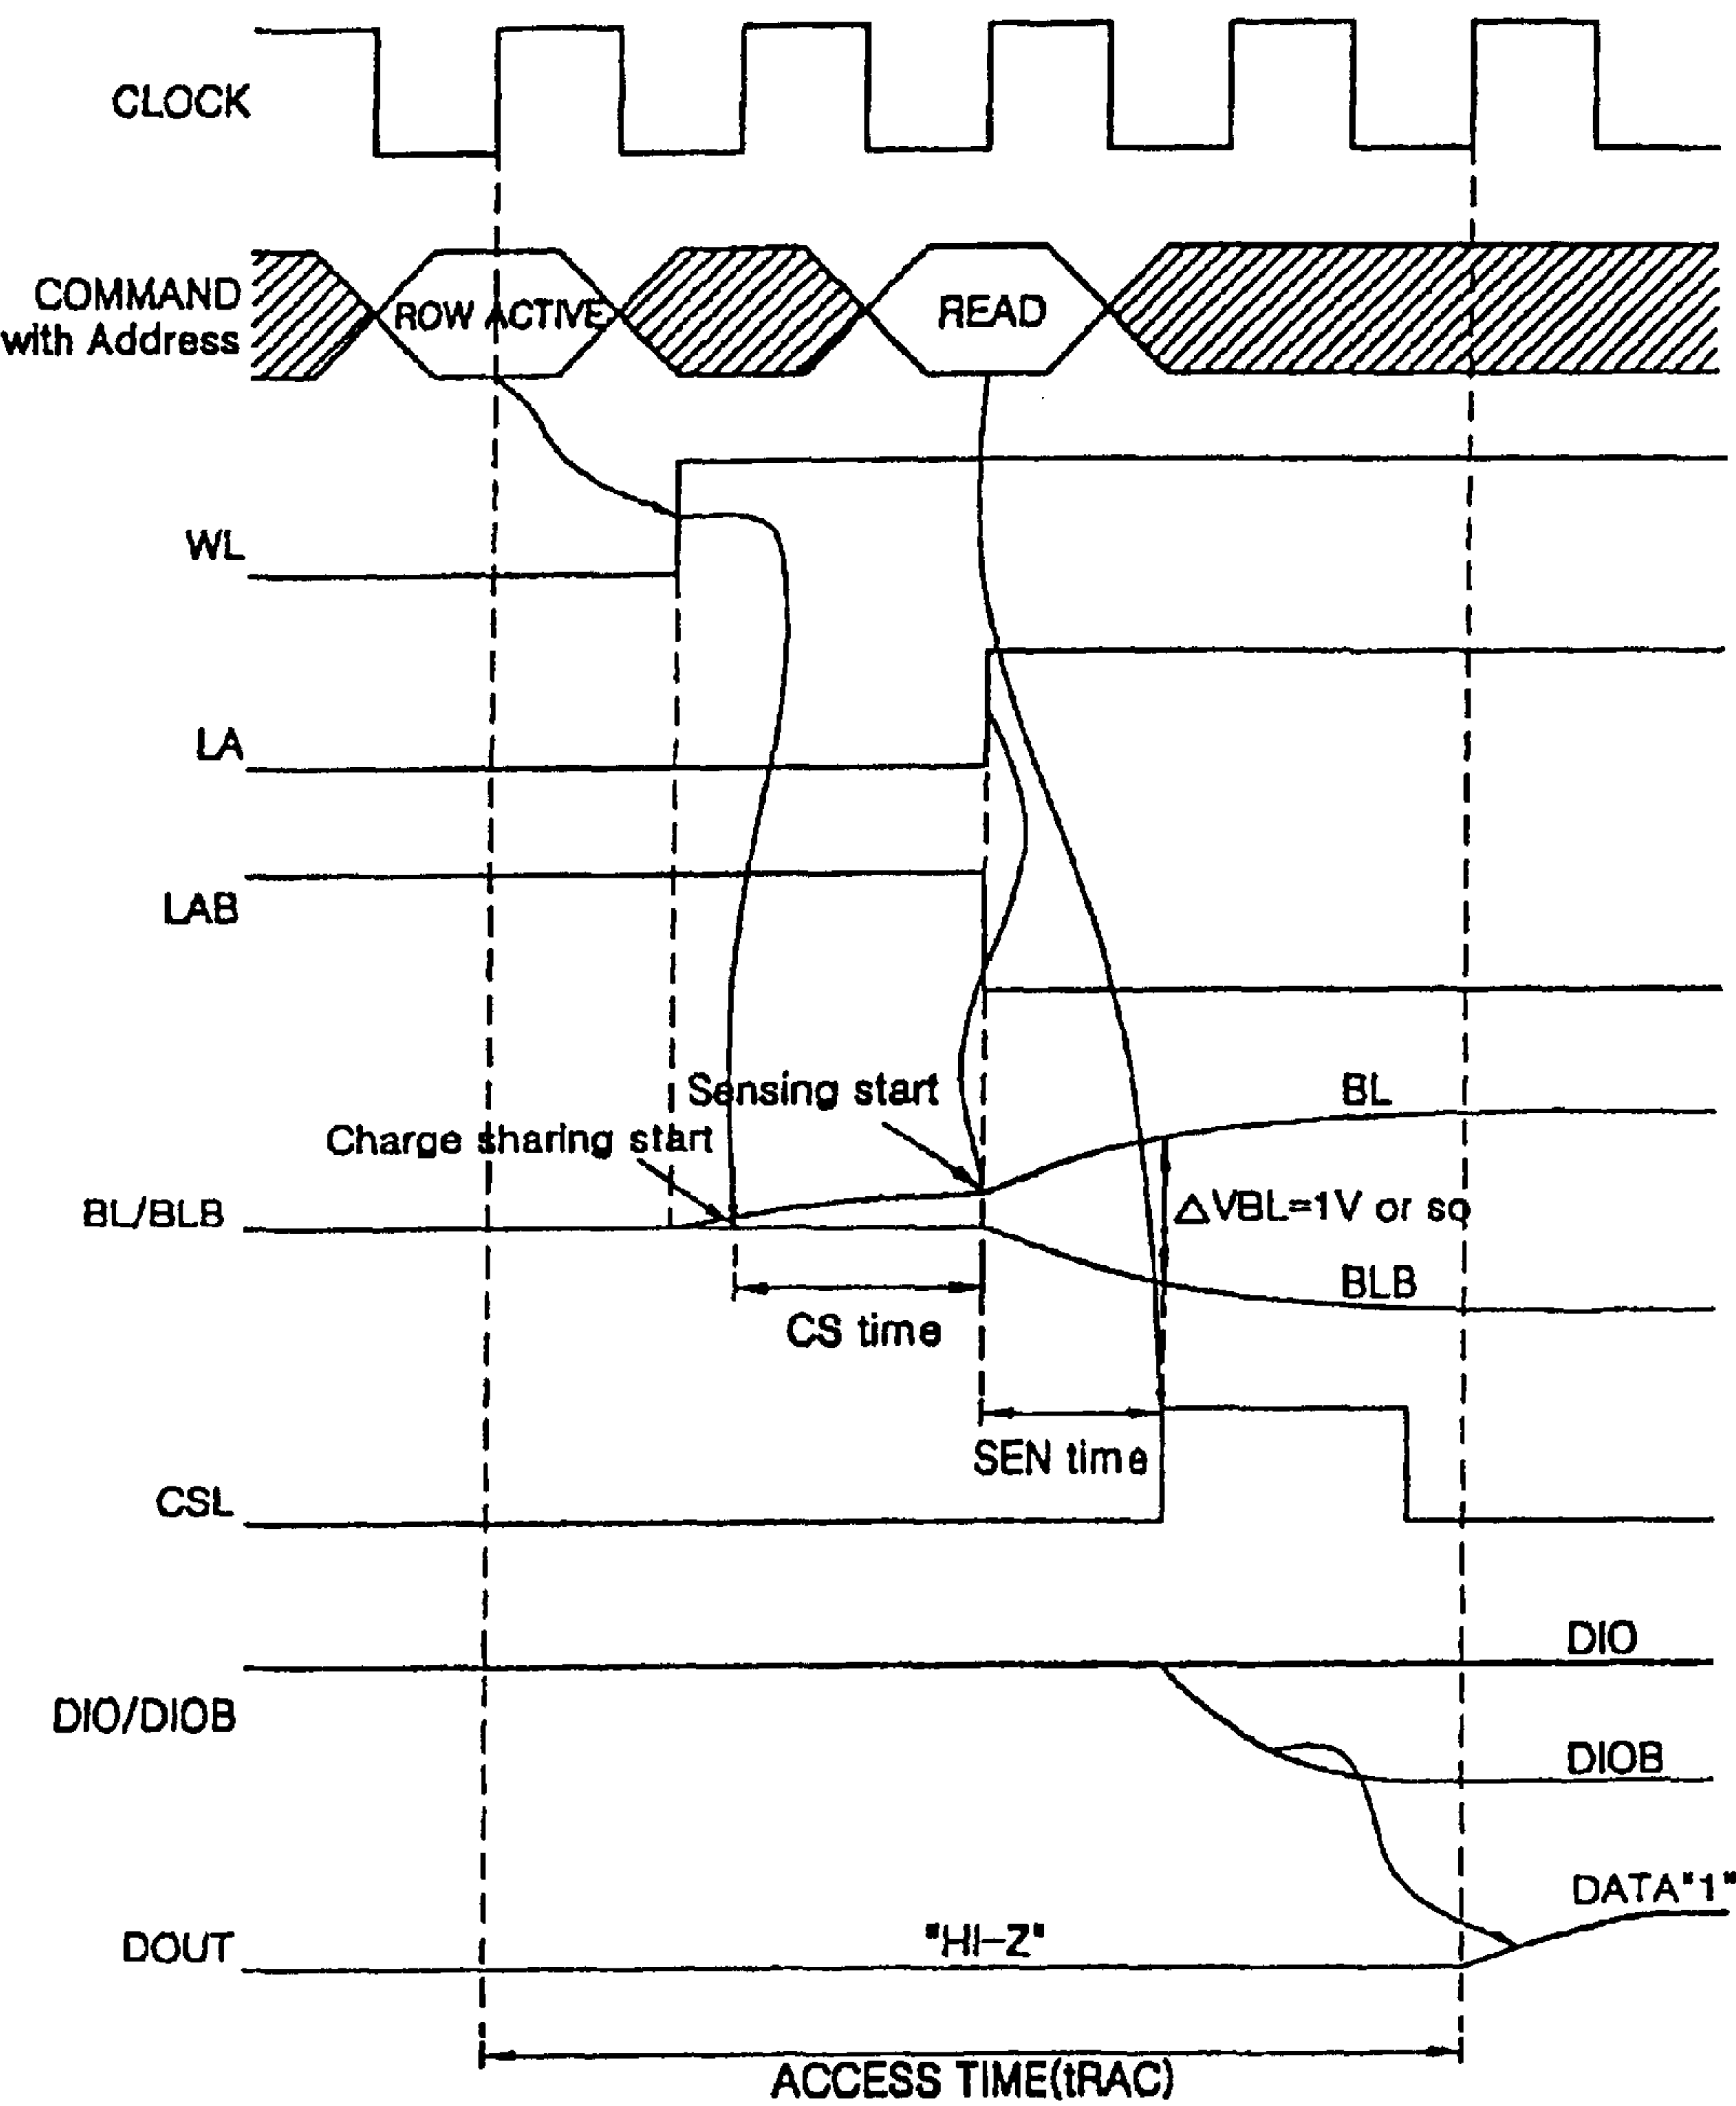 CLOCK
COMMAND
with Address
ROW ACTIVE
READ
WL
LA
LAB
Sensing start
BL
Charge sharing start
BL/BLB
△VBL=1V or so
BLB
CS time
SEN time
CSL
DIO
DIO/DIOB
DIOB
DATA"1"
"HI-Z"
DOUT
ACCESS TIME(tRAC)